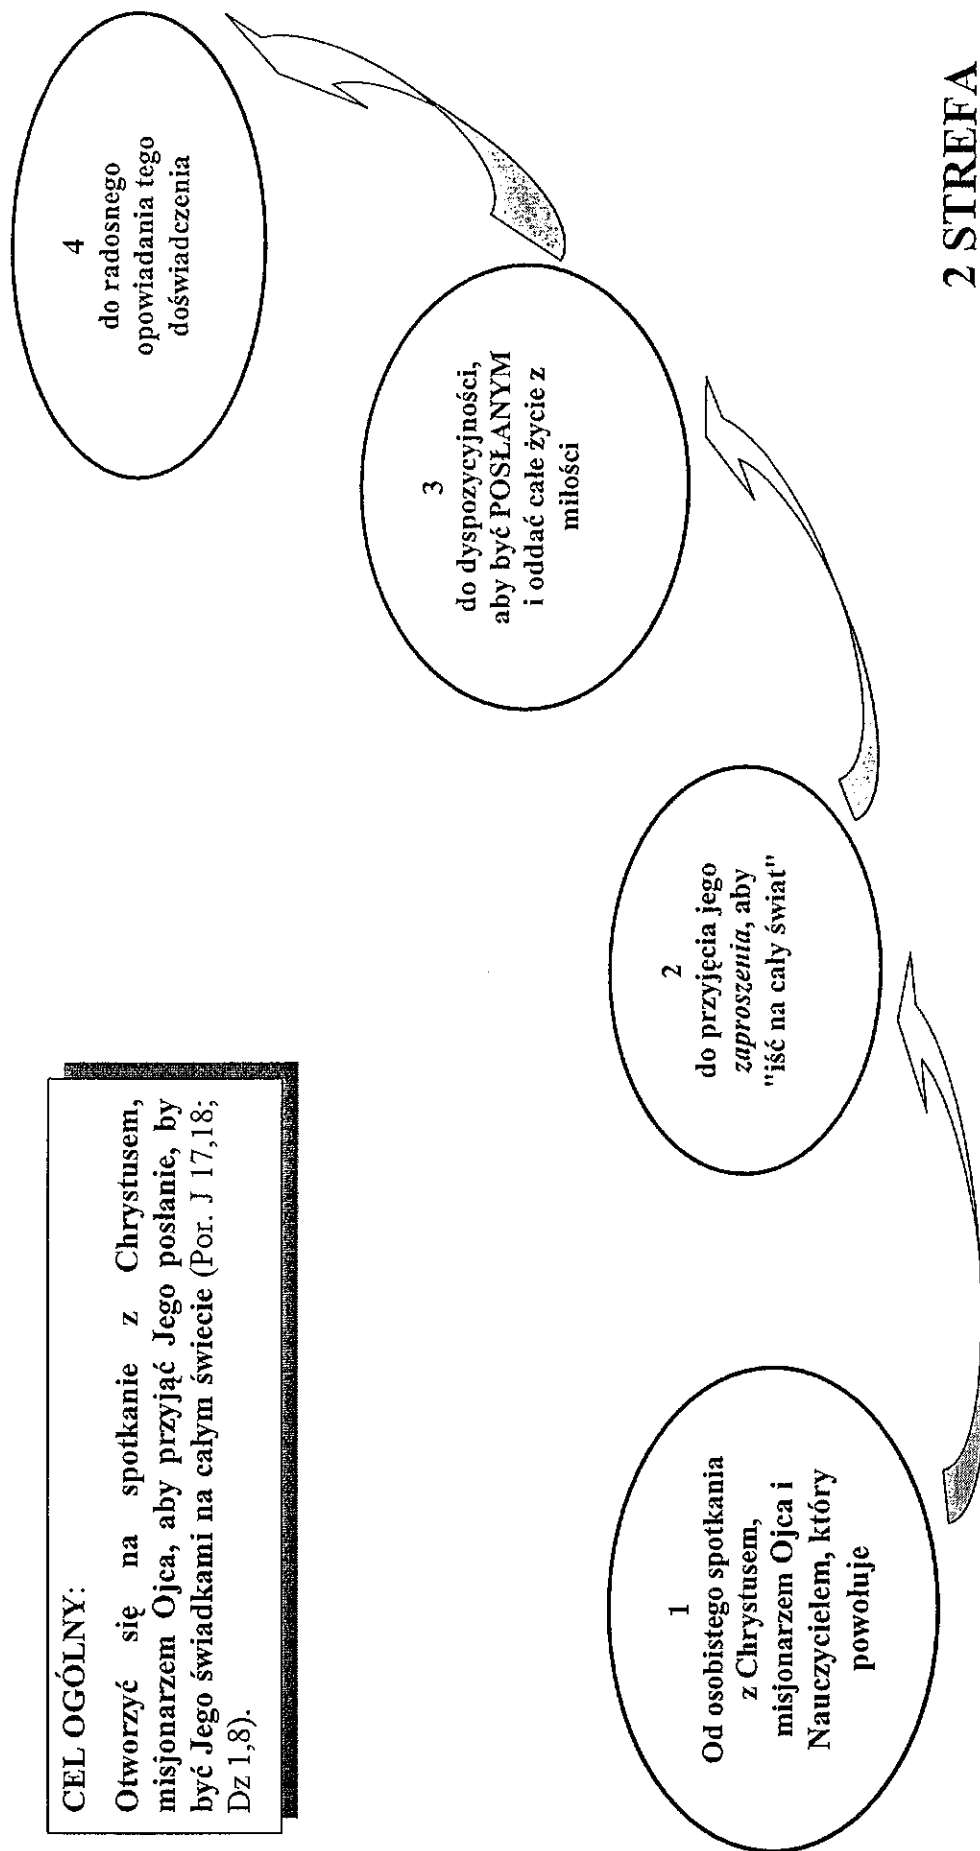 CEL OGÓLNY:
Otworzyć się na spotkanie z Chrystusem,
misjonarzem Ojca, aby przyjąć Jego posłanie, by
być Jego świadkami na całym świecie (Por. J 17,18;
Dz 1,8).
1
Od osobistego spotkania
z Chrystusem,
misjonarzem Ojca i
Nauczycielem, który
powołuje
2
do przyjęcia jego
zaproszenia, aby
"iść na cały świat"
3
do dyspozycyjności,
aby być POSŁANYM
i oddać całe życie z
miłości
4
do radosnego
opowiadania tego
doświadczenia
2 STREFA